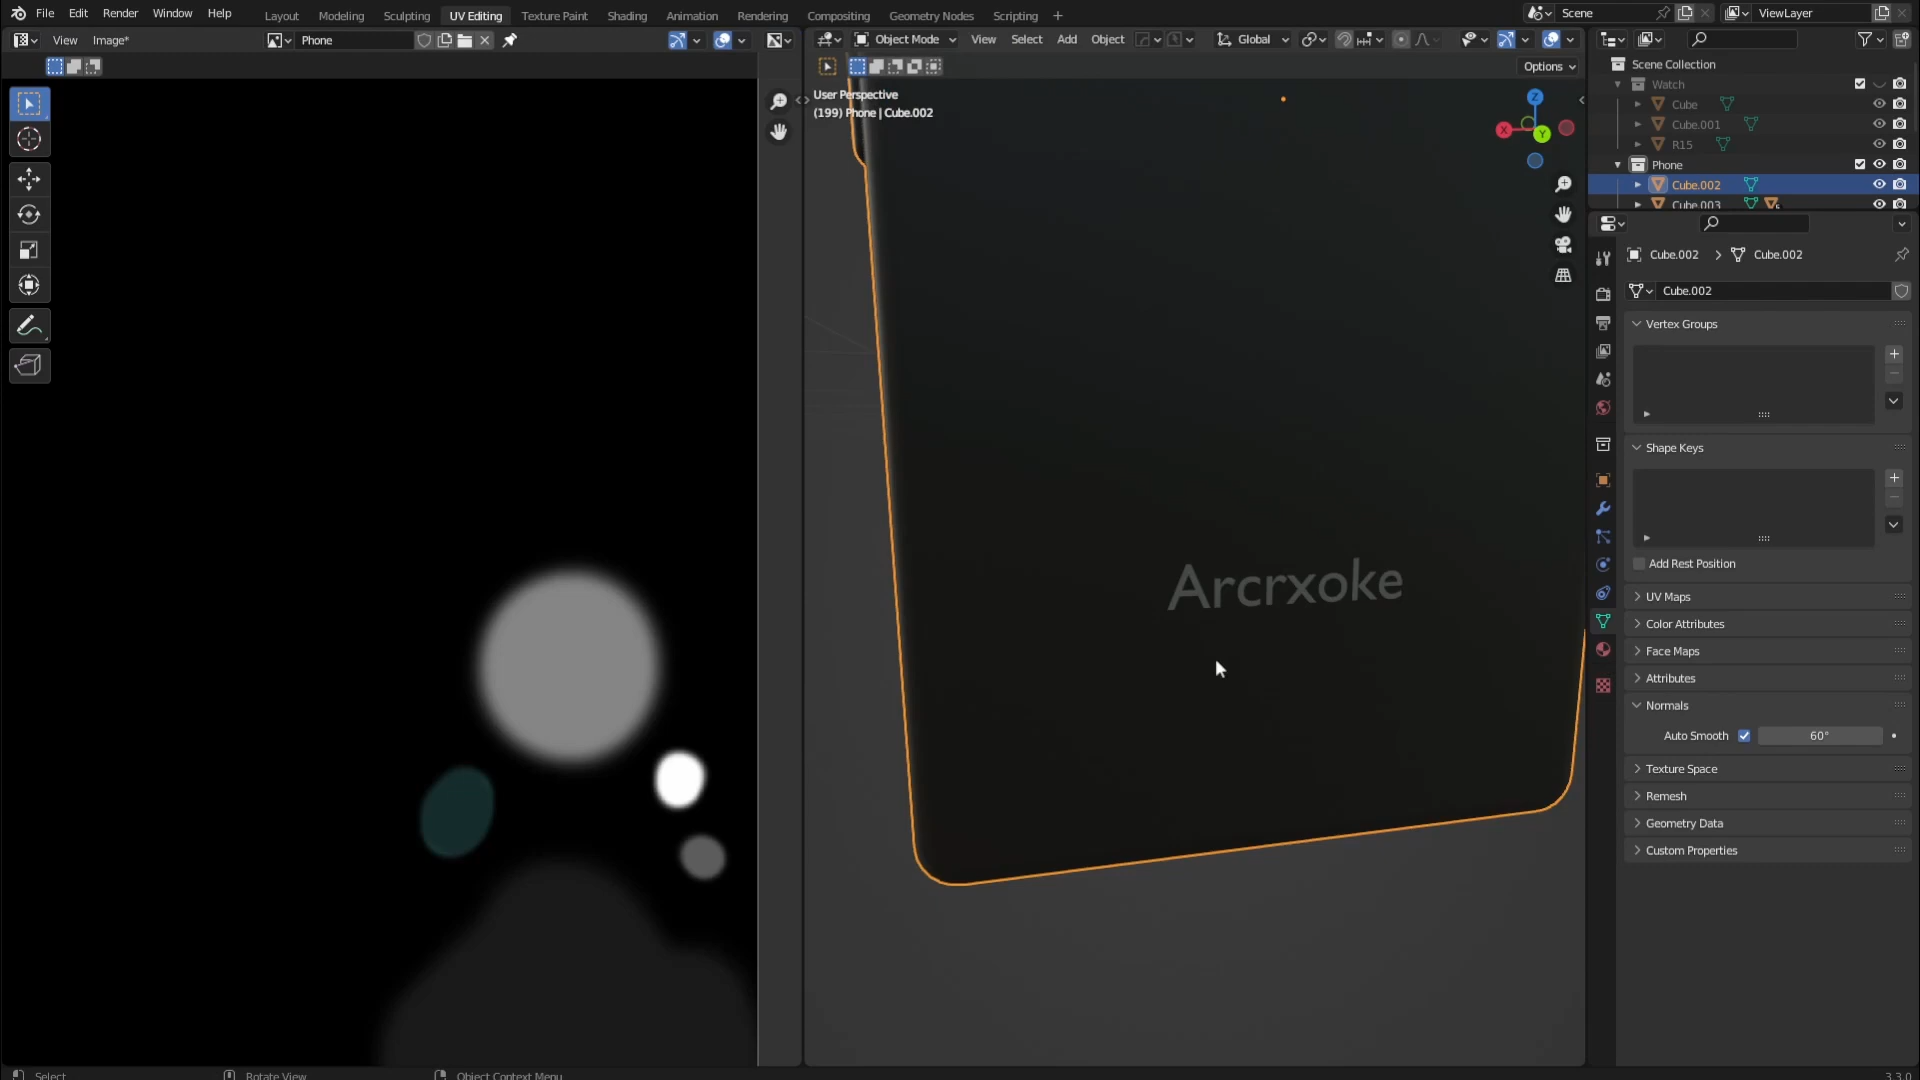 File Edit Render Window Help Layout Modeling Sculpting UV Editing Texture Paint Shading Animation Rendering Compositing Geometry Nodes Scripting + Scene ViewLayer
View Image* Phone Object Mode View Select Add Object Global
Options
User Perspective
(199) Phone | Cube.002
Z
X
Y
Arcrxoke
Scene Collection
Watch
Cube
Cube.001
R15
Phone
Cube.002
Cube.003
Cube.002 > Cube.002
Cube.002
Vertex Groups
Shape Keys
Add Rest Position
UV Maps
Color Attributes
Face Maps
Attributes
Normals
Auto Smooth 60°
Texture Space
Remesh
Geometry Data
Custom Properties
Select Rotate View Object Context Menu 3.3.0